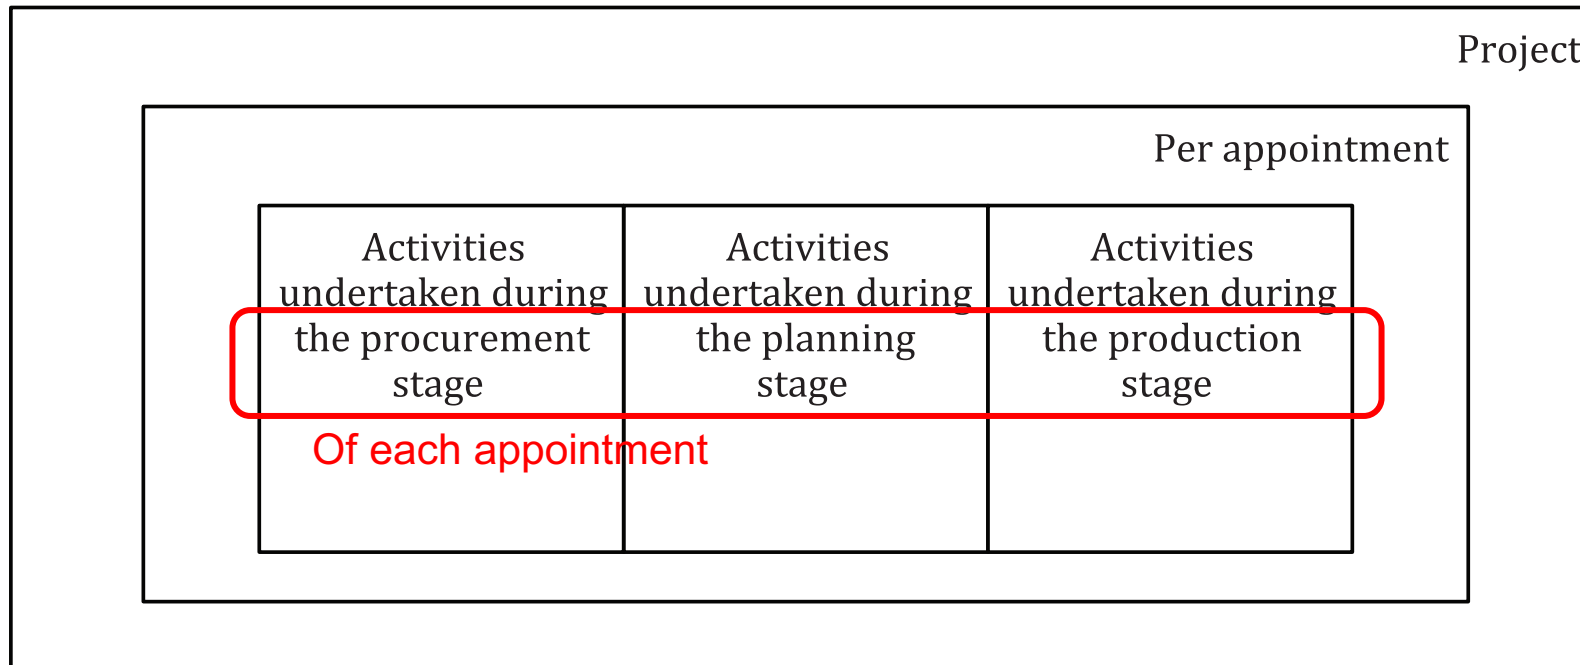 Project
Per appointment
Activities
undertaken during
the procurement
stage
Activities
undertaken during
the planning
stage
Activities
undertaken during
the production
stage
Of each appointment